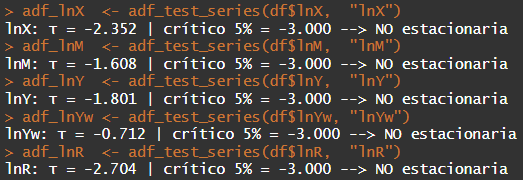 > adf_lnX  <- adf_test_series(df$lnX,  "lnX")
lnX: τ = -2.352 | crítico 5% = -3.000 --> NO estacionaria
> adf_lnM  <- adf_test_series(df$lnM,  "lnM")
lnM: τ = -1.608 | crítico 5% = -3.000 --> NO estacionaria
> adf_lnY  <- adf_test_series(df$lnY,  "lnY")
lnY: τ = -1.801 | crítico 5% = -3.000 --> NO estacionaria
> adf_lnYw <- adf_test_series(df$lnYw, "lnYw")
lnYw: τ = -0.712 | crítico 5% = -3.000 --> NO estacionaria
> adf_lnR  <- adf_test_series(df$lnR,  "lnR")
lnR: τ = -2.704 | crítico 5% = -3.000 --> NO estacionaria